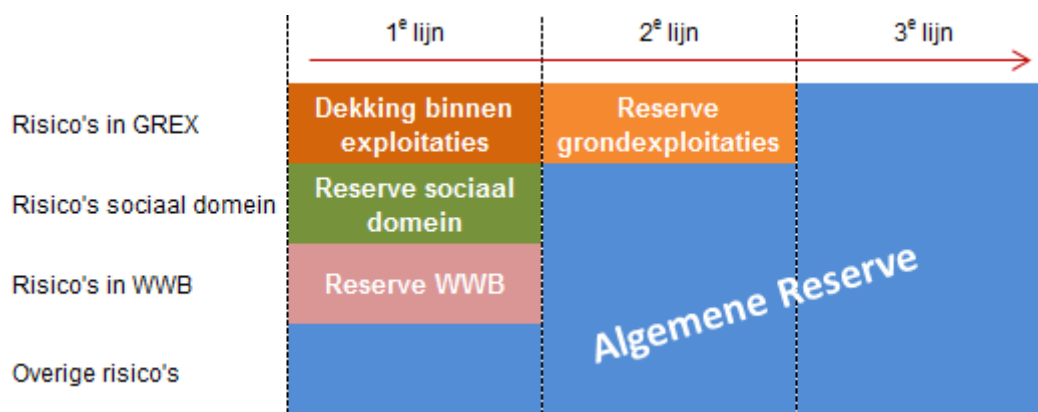 1e lijn 2e lijn 3e lijn
Risico's in GREX
Dekking binnen
exploitaties
Reserve
grondexploitaties
Risico's sociaal domein
Reserve sociaal
domein
Risico's in WWB
Reserve WWB
Algemene Reserve
Overige risico's